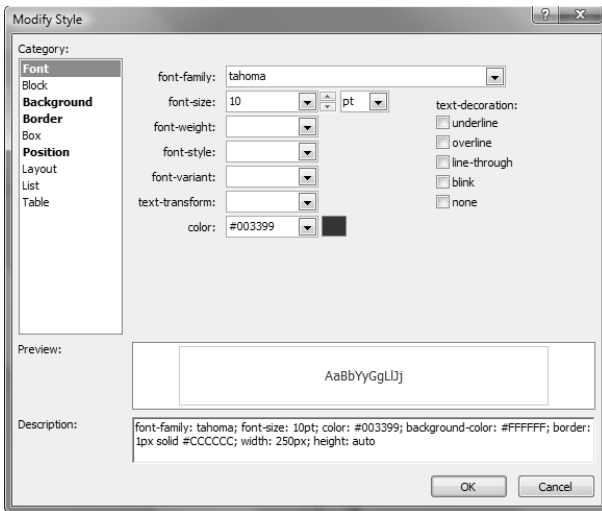 Modify Style
Category:
Font
Block
Background
Border
Box
Position
Layout
List
Table
font-family: tahoma
font-size: 10 pt
font-weight:
font-style:
font-variant:
text-transform:
color: #003399
text-decoration:
underline
overline
line-through
blink
none
Preview:
AaBbYyGgLlJj
Description:
font-family: tahoma; font-size: 10pt; color: #003399; background-color: #FFFFFF; border:
1px solid #CCCCCC; width: 250px; height: auto
OK Cancel